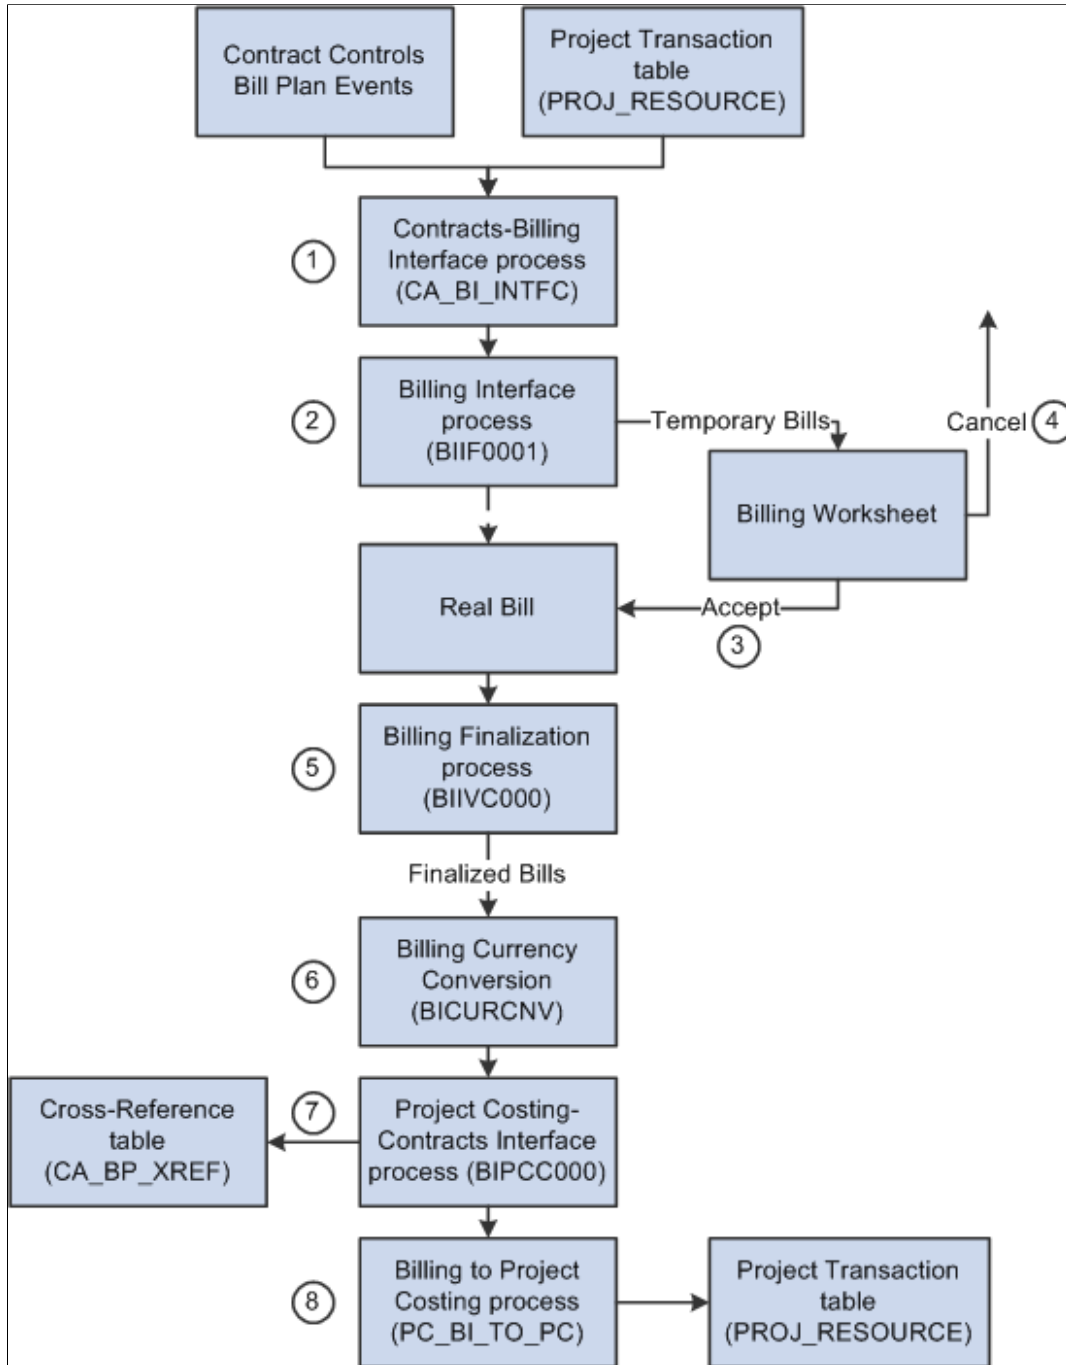 Contract Controls
Bill Plan Events
Project Transaction
table
(PROJ_RESOURCE)
1
Contracts-Billing
Interface process
(CA_BI_INTFC)
2
Billing Interface
process
(BIIF0001)
Temporary Bills
Cancel
4
Billing Worksheet
Real Bill
Accept
3
5
Billing Finalization
process
(BIIVC000)
Finalized Bills
6
Billing Currency
Conversion
(BICURCNV)
Cross-Reference
table
(CA_BP_XREF)
7
Project Costing-
Contracts Interface
process (BIPCC000)
8
Billing to Project
Costing process
(PC_BI_TO_PC)
Project Transaction
table
(PROJ_RESOURCE)